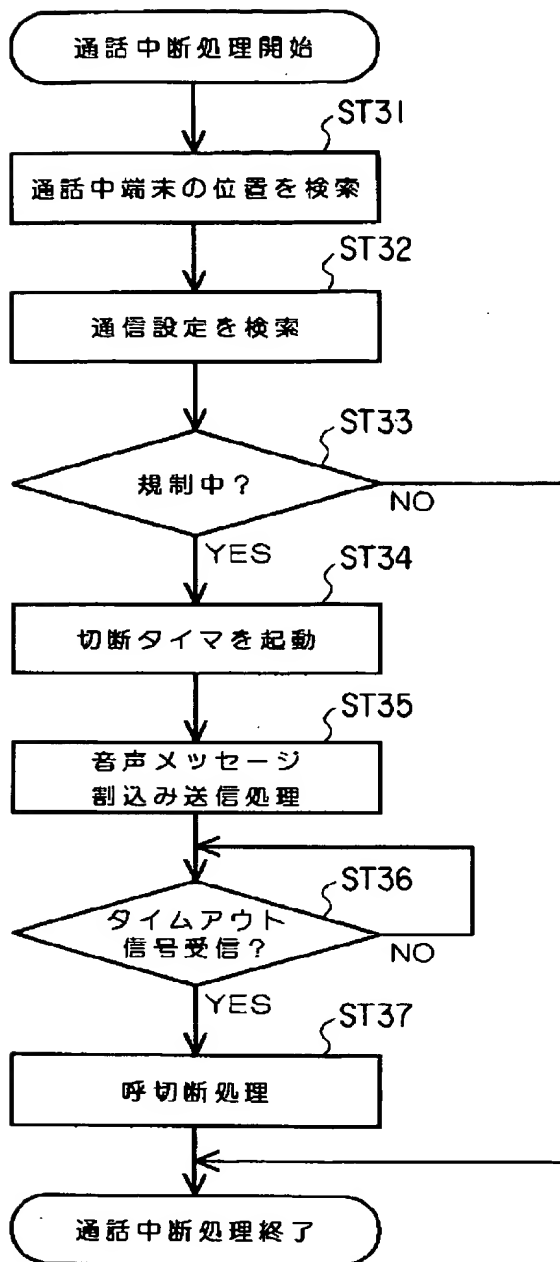 通話中断処理開始
ST31
通話中端末の位置を検索
ST32
通信設定を検索
ST33
規制中？
NO
YES
ST34
切断タイマを起動
ST35
音声メッセージ
割込み送信処理
ST36
タイムアウト
信号受信？
NO
YES
ST37
呼切断処理
通話中断処理終了